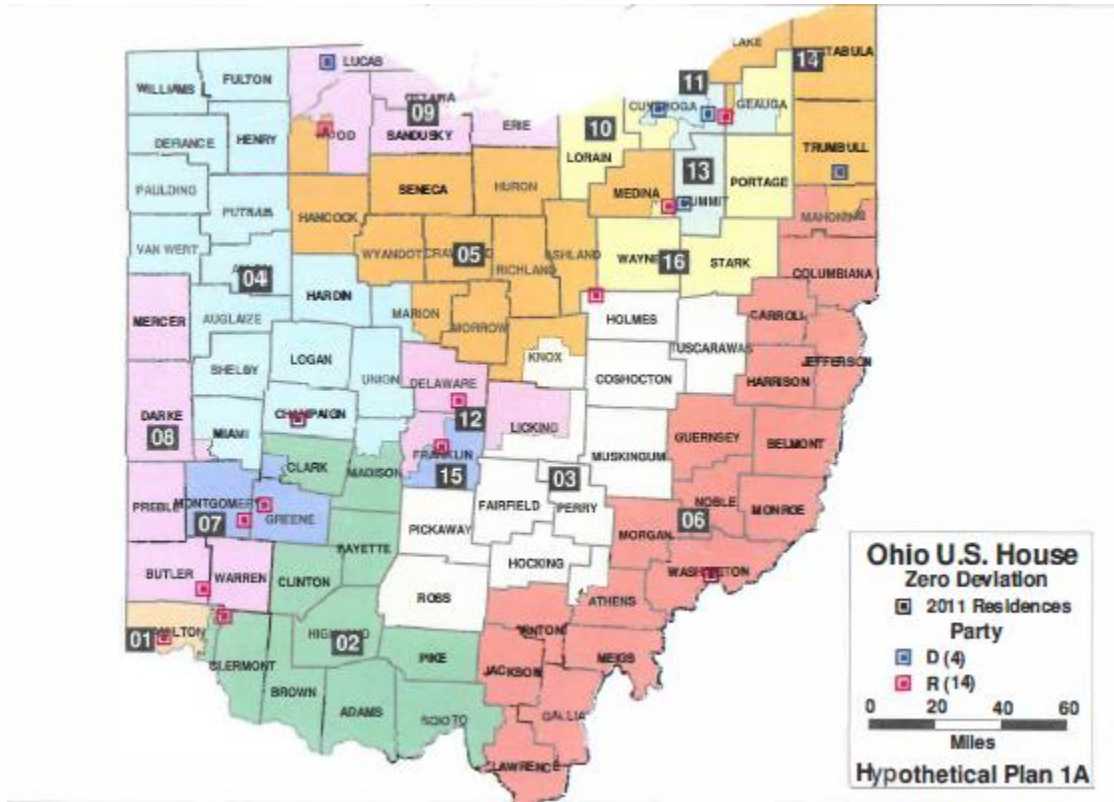 LAKE
14
LUCAS
11
WILLIAMS
FULTON
09
CUYAHOGA
GEAUGA
DEFIANCE
HENRY
WOOD
SANDUSKY
ERIE
10
TRUMBULL
LORAIN
13
PAULDING
SENECA
HURON
MEDINA
SUMMIT
PORTAGE
PUTNAM
HANCOCK
MAHONING
VAN WERT
WYANDOT
05
RICHLAND
ASHLAND
WAYNE
16
STARK
COLUMBIANA
04
HARDIN
MERCER
AUGLAIZE
MARION
MORROW
HOLMES
CARROLL
TUSCARAWAS
JEFFERSON
LOGAN
KNOX
SHELBY
UNION
DELAWARE
COSHOCTON
HARRISON
DARKE
CHAMPAIGN
12
LICKING
08
MIAMI
GUERNSEY
BELMONT
FRANKLIN
MUSKINGUM
CLARK
MADISON
15
03
PREBLE
MONTGOMERY
NOBLE
MONROE
07
GREENE
FAIRFIELD
PERRY
06
PICKAWAY
MORGAN
FAYETTE
HOCKING
WASHINGTON
BUTLER
WARREN
CLINTON
ROSS
ATHENS
01
HIGHLAND
02
VINTON
CLERMONT
PIKE
MEIGS
JACKSON
BROWN
ADAMS
SCIOTO
GALLIA
LAWRENCE
Ohio U.S. House
Zero Deviation
2011 Residences
Party
D (4)
R (14)
0 20 40 60
Miles
Hypothetical Plan 1A